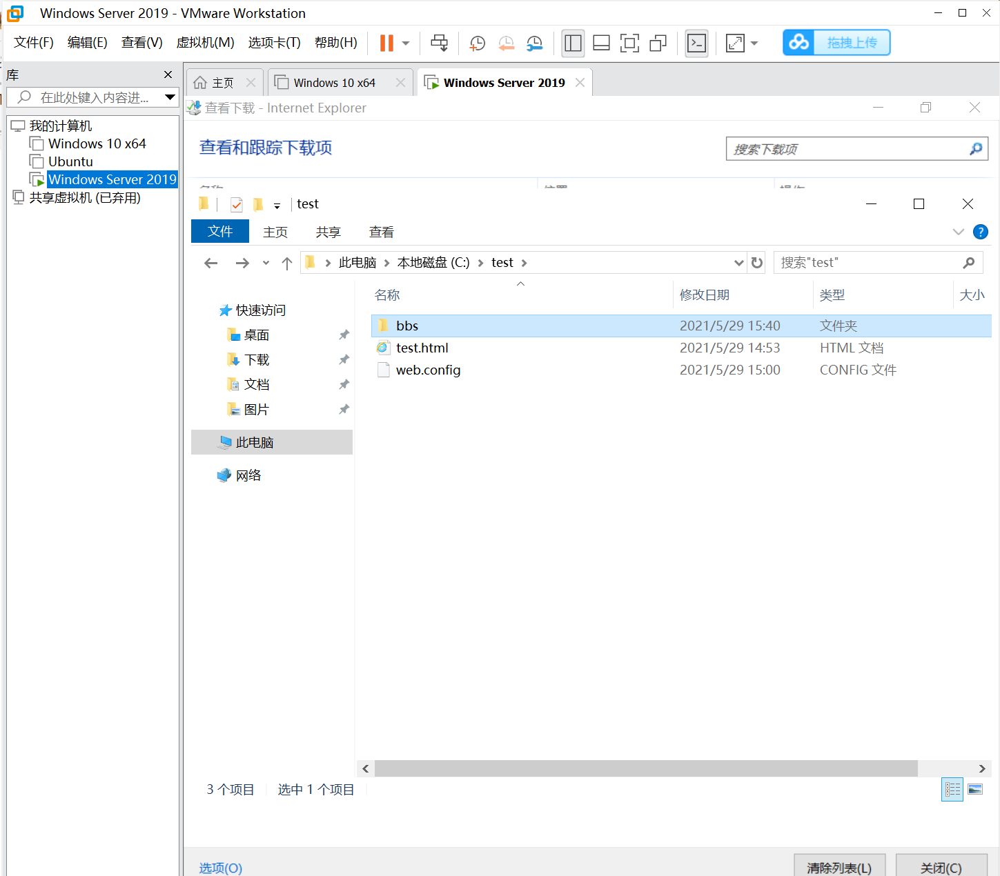 Windows Server 2019 - VMware Workstation
文件(F) 编辑(E) 查看(V) 虚拟机(M) 选项卡(T) 帮助(H) 拖拽上传
库
在此处键入内容进...
我的计算机
Windows 10 x64
Ubuntu
Windows Server 2019
共享虚拟机 (已弃用)
主页 Windows 10 x64 Windows Server 2019
查看下载 - Internet Explorer
查看和跟踪下载项 搜索下载项
名称 位置 操作
test
文件 主页 共享 查看
此电脑 本地磁盘 (C:) test 搜索"test"
快速访问
桌面
下载
文档
图片
此电脑
网络
名称 修改日期 类型 大小
bbs 2021/5/29 15:40 文件夹
test.html 2021/5/29 14:53 HTML 文档
web.config 2021/5/29 15:00 CONFIG 文件
3 个项目 选中 1 个项目
选项(O) 清除列表(L) 关闭(C)